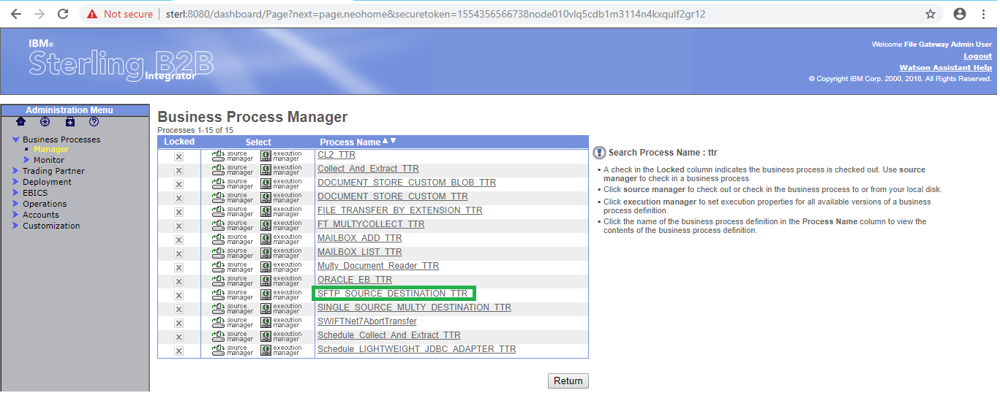 Not secure | sterl:8080/dashboard/Page?next=page.neohome&securetoken=1554356566738node010vlq5cdb1m3114n4kxqulf2gr12
IBM®
Sterling B2B
Integrator
Welcome File Gateway Admin User
Logout
Watson Assistant Help
© Copyright IBM Corp. 2000, 2018. All Rights Reserved.
Administration Menu
Business Processes
Manager
Monitor
Trading Partner
Deployment
EBICS
Operations
Accounts
Customization
Business Process Manager
Processes 1-15 of 15
Locked Select Process Name
source manager execution manager CL2_TTR
source manager execution manager Collect_And_Extract_TTR
source manager execution manager DOCUMENT_STORE_CUSTOM_BLOB_TTR
source manager execution manager DOCUMENT_STORE_CUSTOM_TTR
source manager execution manager FILE_TRANSFER_BY_EXTENSION_TTR
source manager execution manager FT_MULTYCOLLECT_TTR
source manager execution manager MAILBOX_ADD_TTR
source manager execution manager MAILBOX_LIST_TTR
source manager execution manager Multy_Document_Reader_TTR
source manager execution manager ORACLE_EB_TTR
source manager execution manager SFTP_SOURCE_DESTINATION_TTR
source manager execution manager SINGLE_SOURCE_MULTY_DESTINATION_TTR
source manager execution manager SWIFTNet7AbortTransfer
source manager execution manager Schedule_Collect_And_Extract_TTR
source manager execution manager Schedule_LIGHTWEIGHT_JDBC_ADAPTER_TTR
Return
Search Process Name : ttr
• A check in the Locked column indicates the business process is checked out. Use source
manager to check in a business process.
• Click source manager to check out or check in the business process to or from your local disk.
• Click execution manager to set execution properties for all available versions of a business
process definition.
• Click the name of the business process definition in the Process Name column to view the
contents of the business process definition.